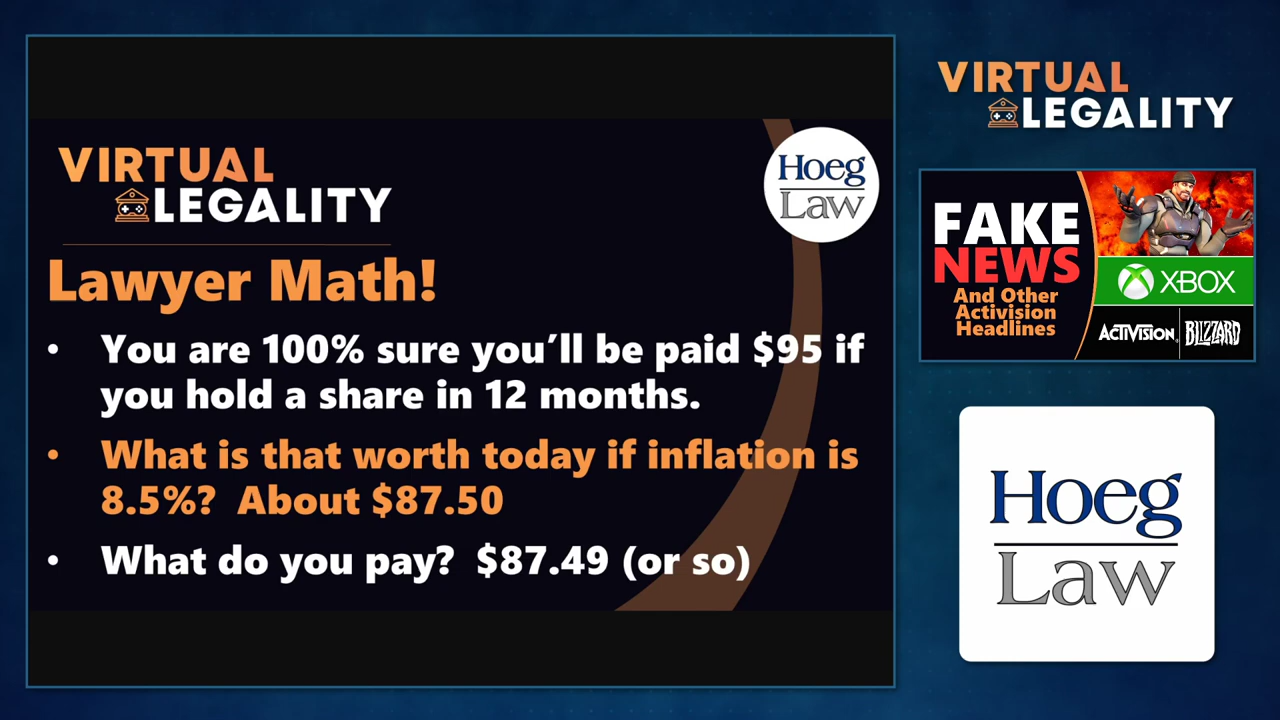 VIRTUAL
LEGALITY
Hoeg
Law
Lawyer Math!
• You are 100% sure you’ll be paid $95 if
you hold a share in 12 months.
• What is that worth today if inflation is
8.5%? About $87.50
• What do you pay? $87.49 (or so)
VIRTUAL
LEGALITY
FAKE
NEWS
And Other
Activision
Headlines
XBOX
ACTIVISION
BLIZZARD
Hoeg
Law